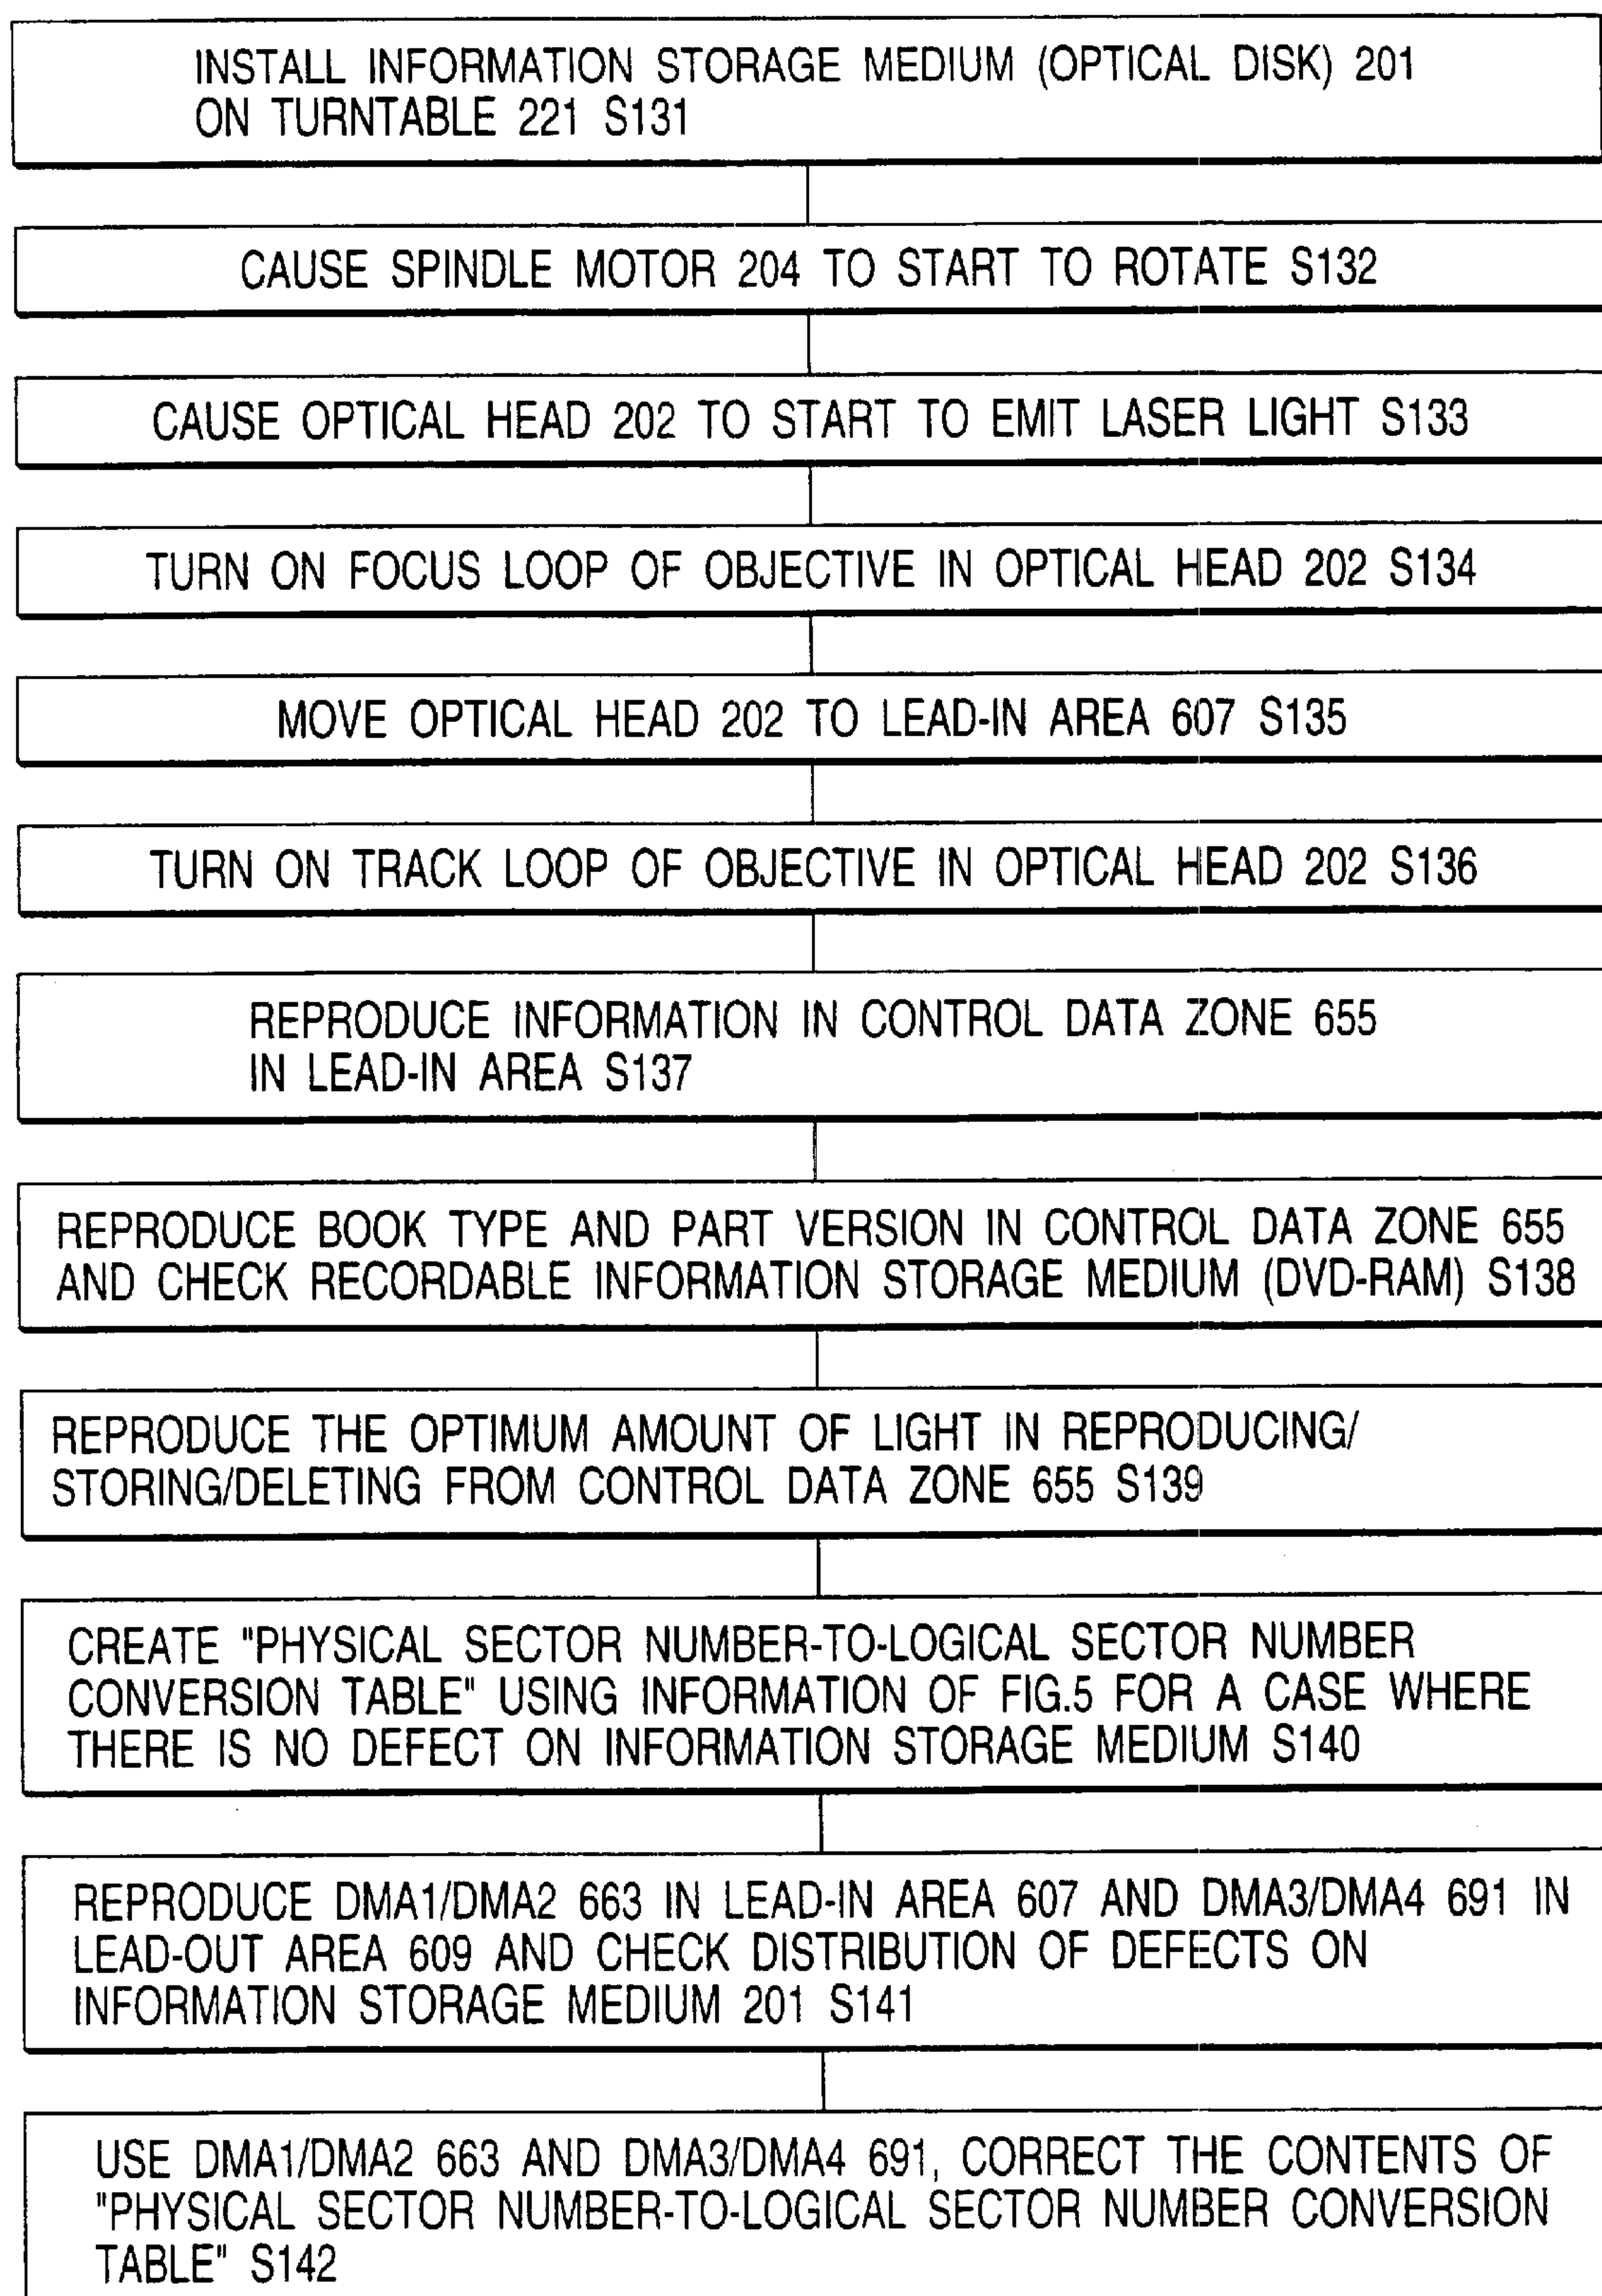 INSTALL INFORMATION STORAGE MEDIUM (OPTICAL DISK) 201
ON TURNTABLE 221 S131
CAUSE SPINDLE MOTOR 204 TO START TO ROTATE S132
CAUSE OPTICAL HEAD 202 TO START TO EMIT LASER LIGHT S133
TURN ON FOCUS LOOP OF OBJECTIVE IN OPTICAL HEAD 202 S134
MOVE OPTICAL HEAD 202 TO LEAD-IN AREA 607 S135
TURN ON TRACK LOOP OF OBJECTIVE IN OPTICAL HEAD 202 S136
REPRODUCE INFORMATION IN CONTROL DATA ZONE 655
IN LEAD-IN AREA S137
REPRODUCE BOOK TYPE AND PART VERSION IN CONTROL DATA ZONE 655
AND CHECK RECORDABLE INFORMATION STORAGE MEDIUM (DVD-RAM) S138
REPRODUCE THE OPTIMUM AMOUNT OF LIGHT IN REPRODUCING/
STORING/DELETING FROM CONTROL DATA ZONE 655 S139
CREATE "PHYSICAL SECTOR NUMBER-TO-LOGICAL SECTOR NUMBER
CONVERSION TABLE" USING INFORMATION OF FIG.5 FOR A CASE WHERE
THERE IS NO DEFECT ON INFORMATION STORAGE MEDIUM S140
REPRODUCE DMA1/DMA2 663 IN LEAD-IN AREA 607 AND DMA3/DMA4 691 IN
LEAD-OUT AREA 609 AND CHECK DISTRIBUTION OF DEFECTS ON
INFORMATION STORAGE MEDIUM 201 S141
USE DMA1/DMA2 663 AND DMA3/DMA4 691, CORRECT THE CONTENTS OF
"PHYSICAL SECTOR NUMBER-TO-LOGICAL SECTOR NUMBER CONVERSION
TABLE" S142